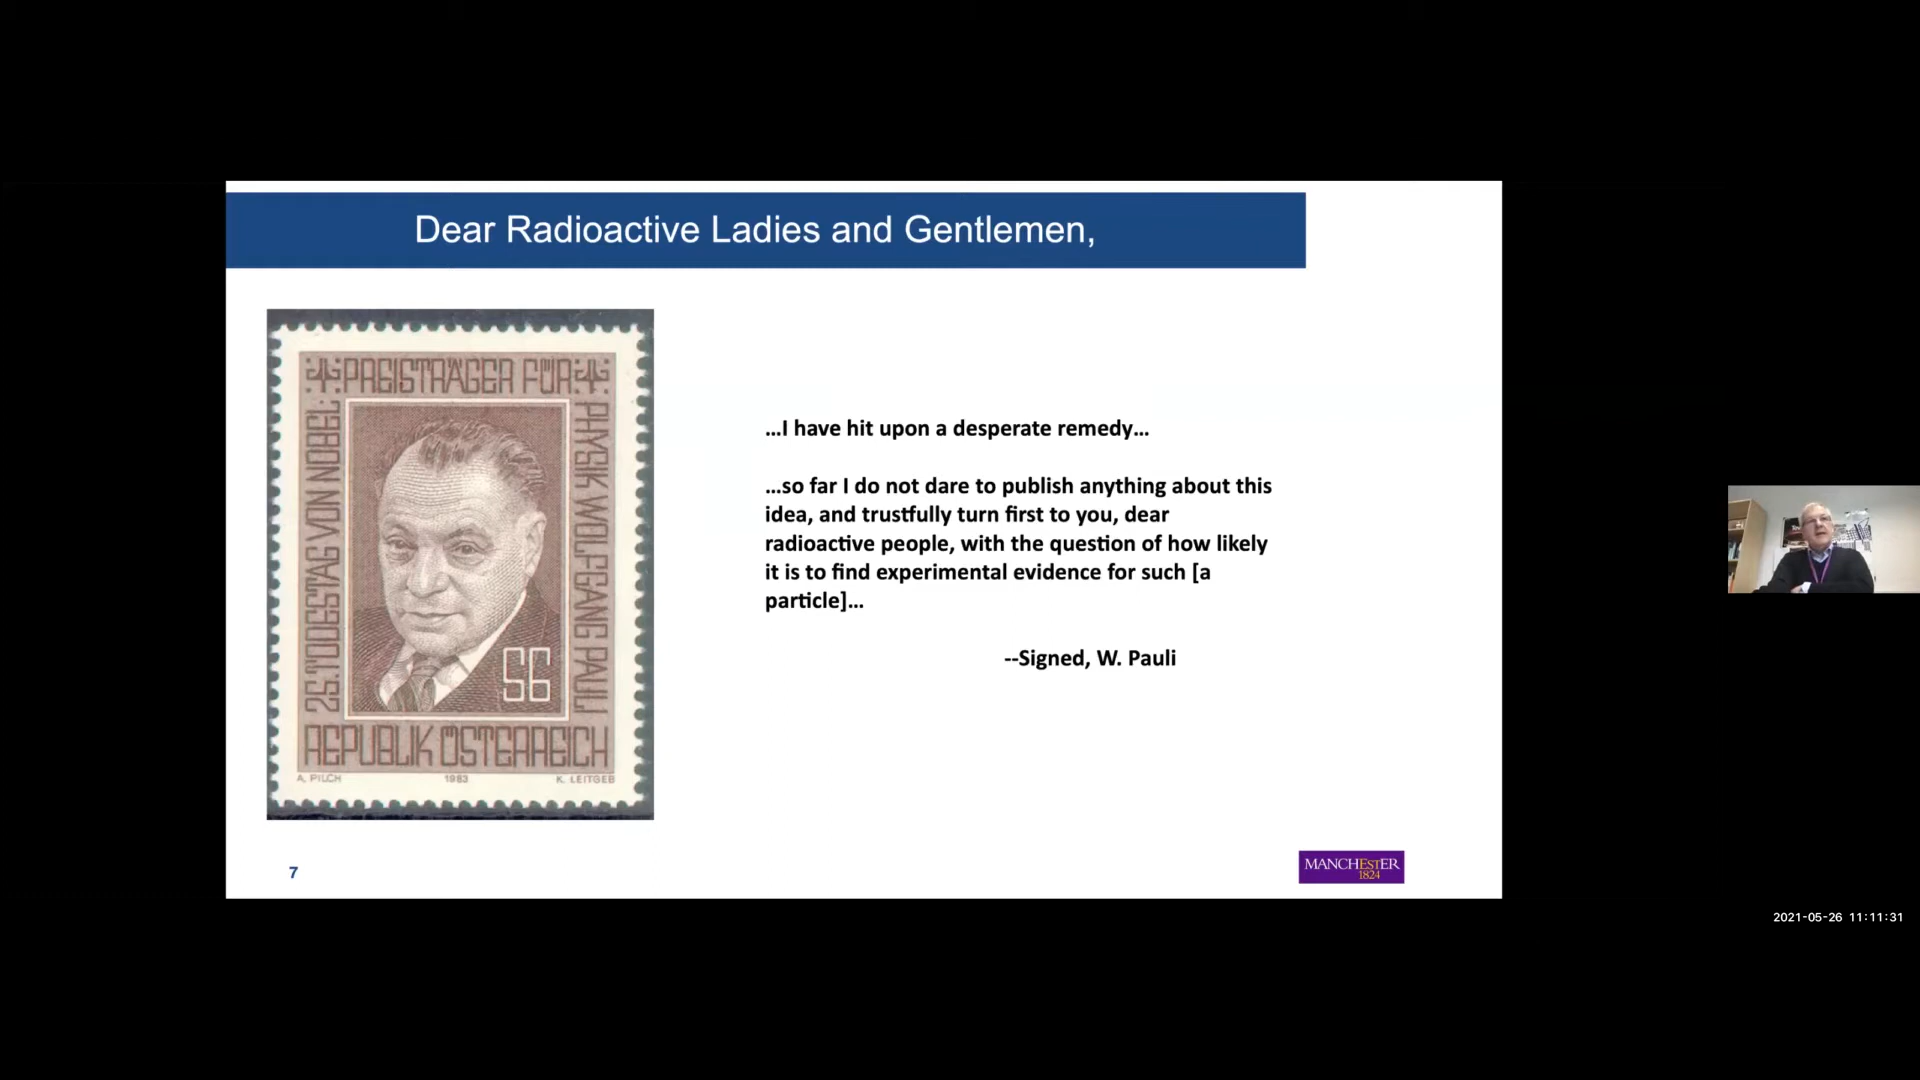 Dear Radioactive Ladies and Gentlemen,
PREISTRÄGER FÜR
25.TODESTAG VON NOBEL
PHYSIK WOLFGANG PAULI
S6
REPUBLIK ÖSTERREICH
A. PILCH 1983 K. LEITGEB
...I have hit upon a desperate remedy...
...so far I do not dare to publish anything about this
idea, and trustfully turn first to you, dear
radioactive people, with the question of how likely
it is to find experimental evidence for such [a
particle]...
--Signed, W. Pauli
7
MANCHESTER
1824
2021-05-26 11:11:31